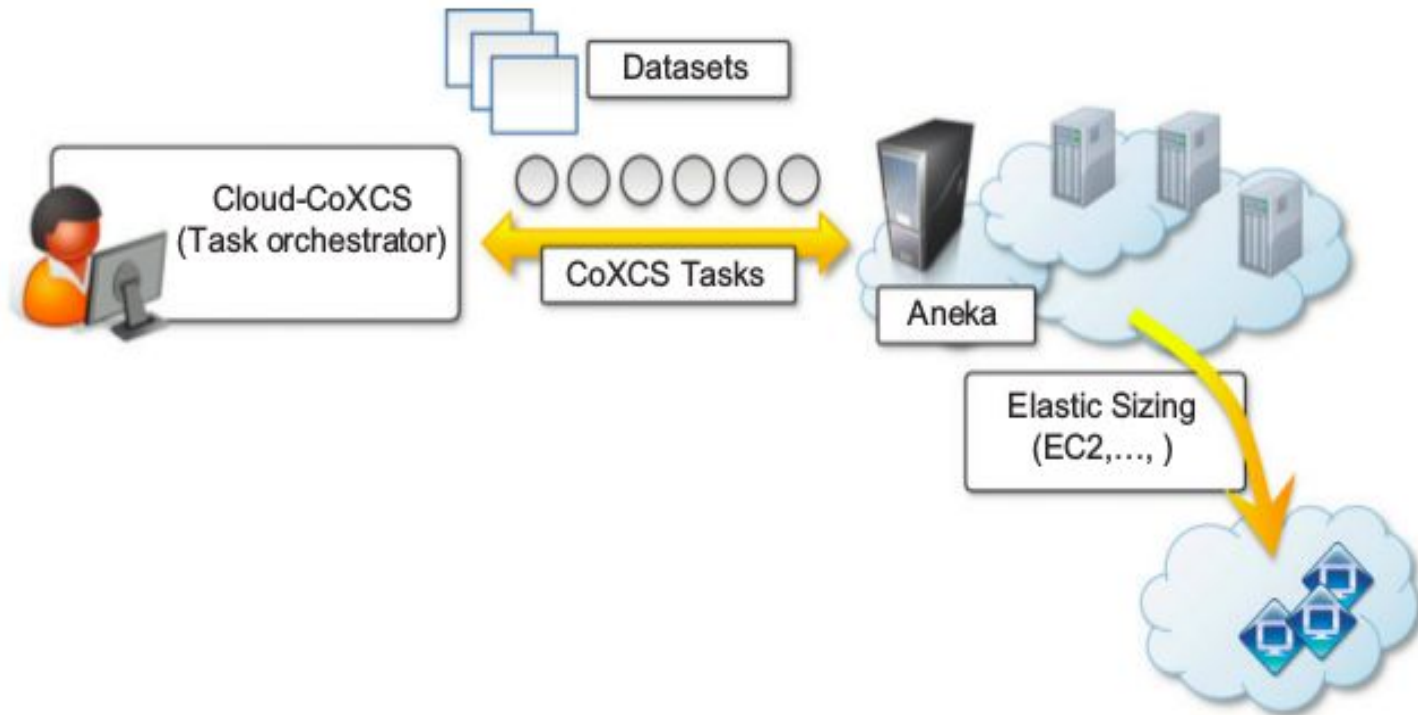 Datasets
Cloud-CoXCS
(Task orchestrator)
CoXCS Tasks
Aneka
Elastic Sizing
(EC2,…, )